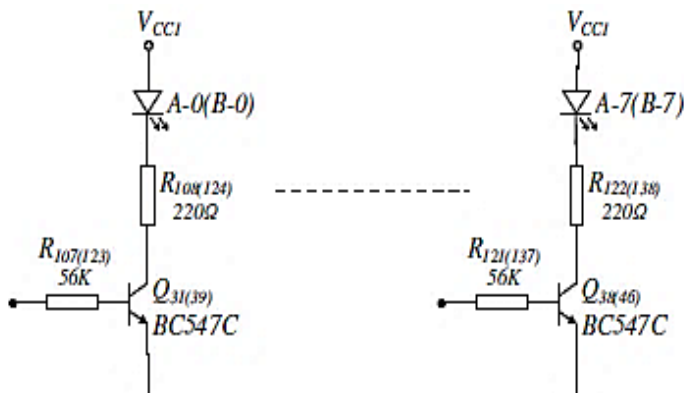 V_CC1
A-0(B-0)
R_108(124)
220Ω
R_107(123)
56K
Q_31(39)
BC547C
V_CC1
A-7(B-7)
R_122(138)
220Ω
R_121(137)
56K
Q_38(46)
BC547C